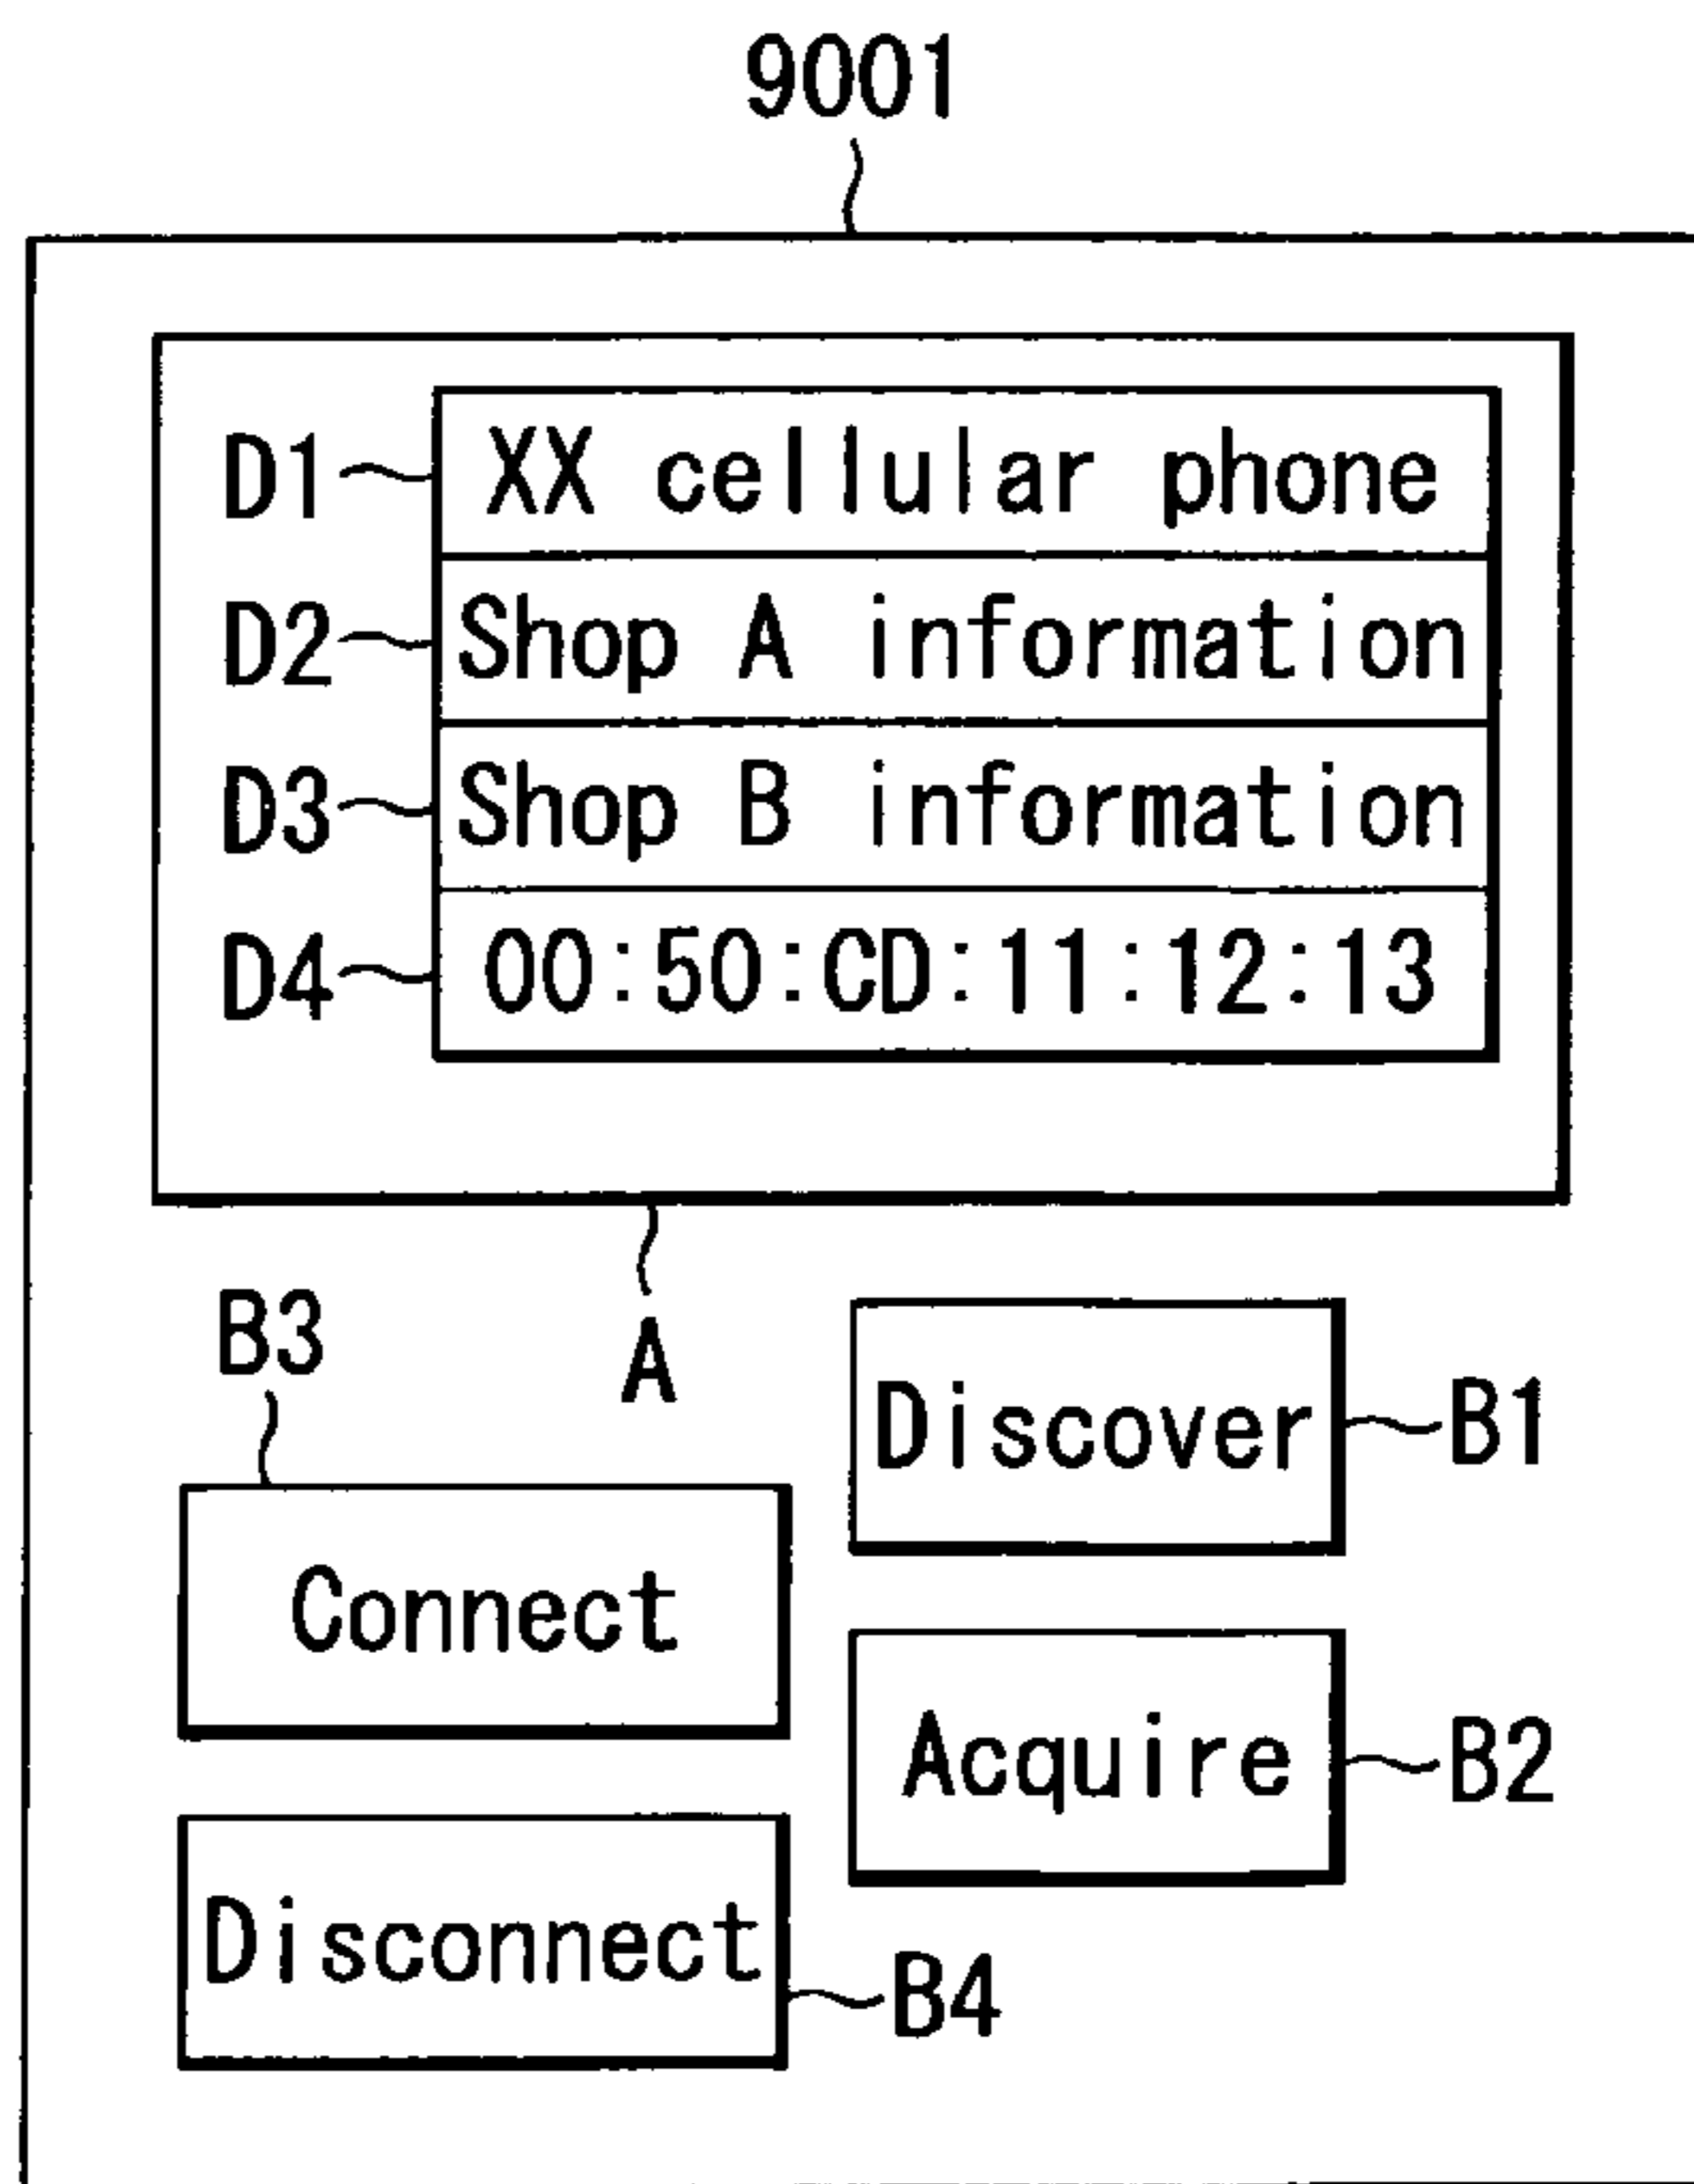 9001
D1 XX cellular phone
D2 Shop A information
D3 Shop B information
D4 00:50:CD:11:12:13
A
B3
Discover B1
Connect
Acquire B2
Disconnect B4